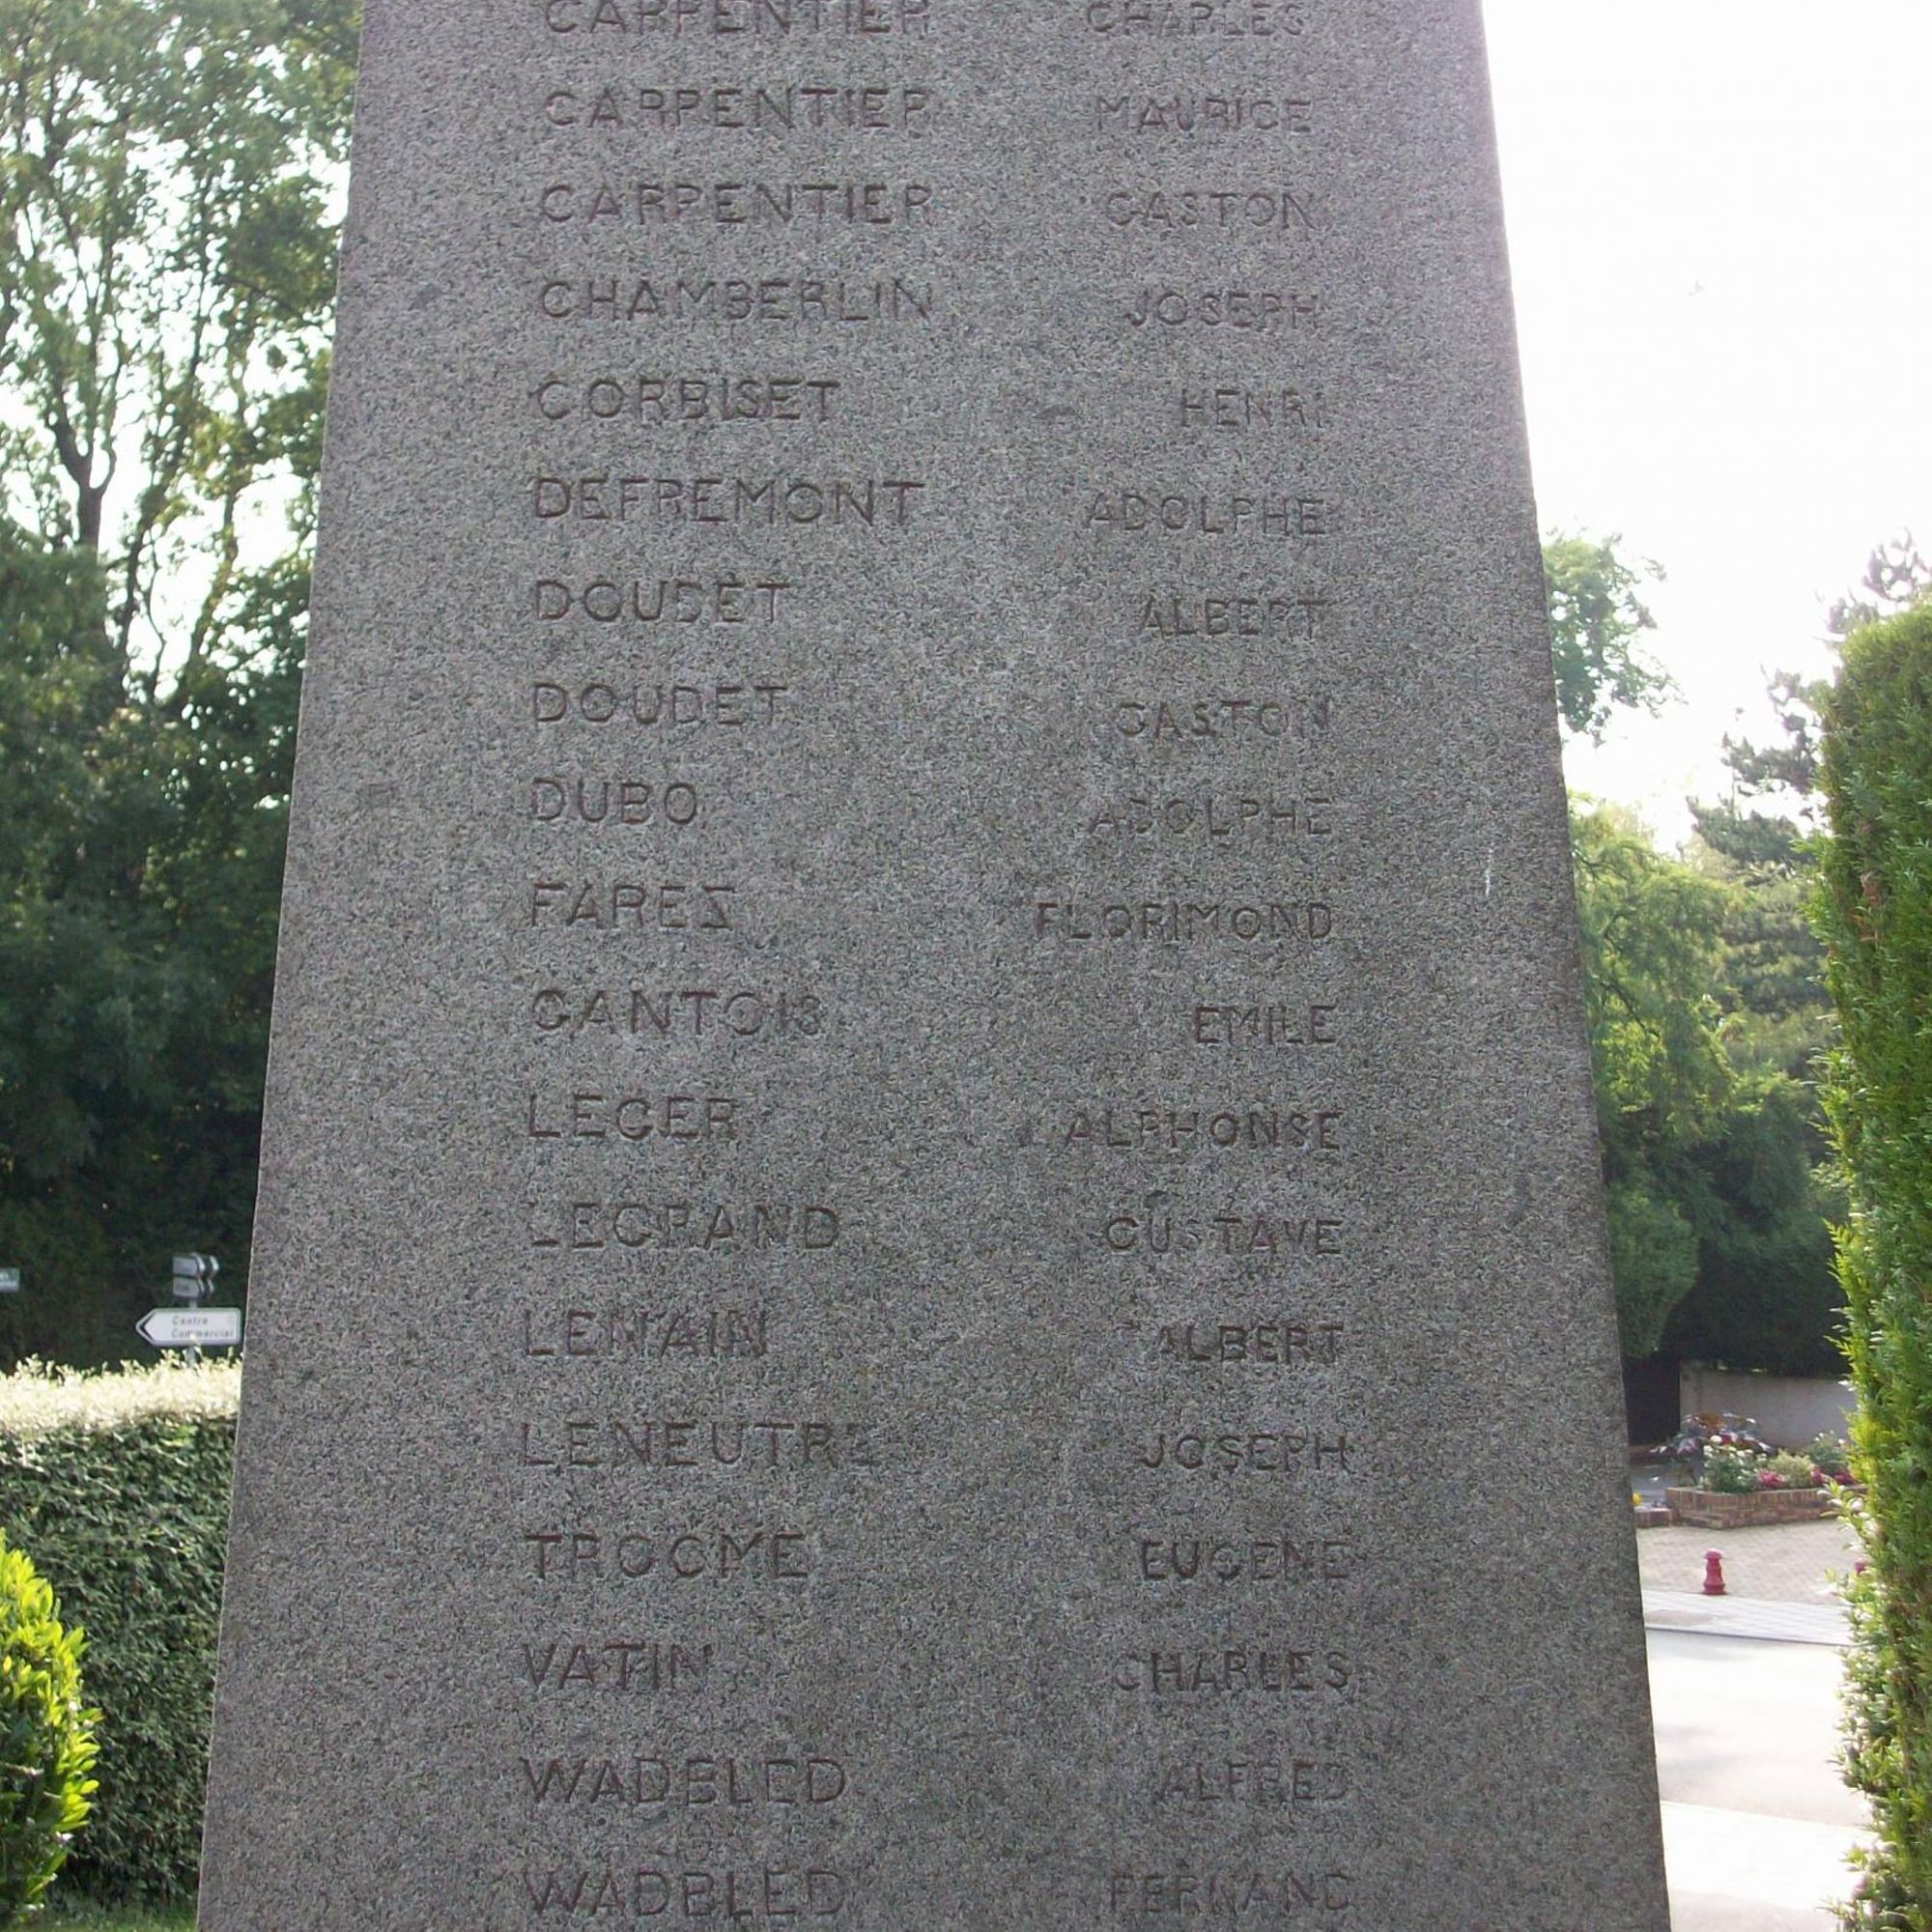 CARPENTIER CHARLES
CARPENTIER MAURICE
CARPENTIER GASTON
CHAMBERLIN JOSEPH
CORBISET HENRI
DEFREMONT ADOLPHE
DOUDET ALBERT
DOUDET GASTON
DUBO ADOLPHE
FAREZ FLORIMOND
GANTOIS EMILE
LEGER ALPHONSE
LEGRAND GUSTAVE
LENAIN ALBERT
LENEUTRE JOSEPH
TROCME EUGENE
VATIN CHARLES
WADBLED ALFRED
WADBLED FERNAND
Centre
Commercial